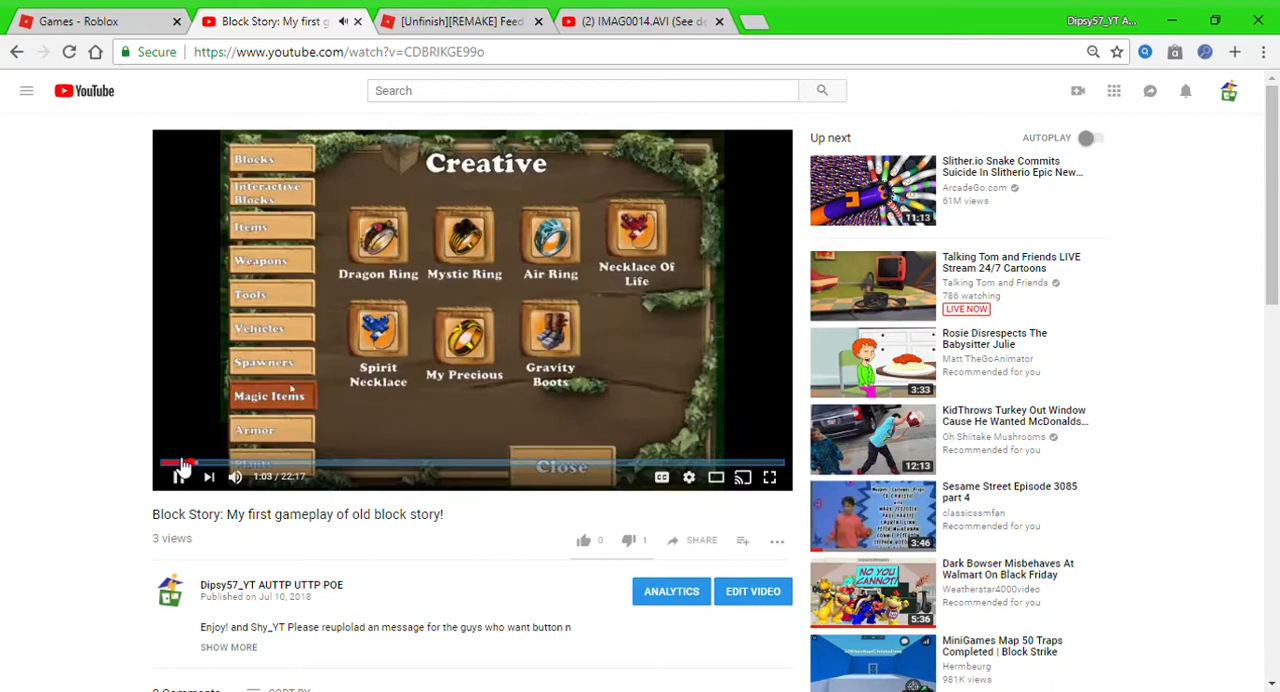 Games - Roblox
Block Story: My first g
[Unfinish][REMAKE] Feed
(2) IMAG0014.AVI (See de
Dipsy57_YT A...
Secure
https://www.youtube.com/watch?v=CDBRIKGE99o
YouTube
Search
Creative
Blocks
Interactive
Blocks
Items
Weapons
Tools
Vehicles
Spawners
Magic Items
Armor
Dragon Ring
Mystic Ring
Air Ring
Necklace Of
Life
Spirit
Necklace
My Precious
Gravity
Boots
Close
1:03 / 22:17
CC
Block Story: My first gameplay of old block story!
3 views
0
1
SHARE
Dipsy57_YT AUTTP UTTP POE
Published on Jul 10, 2018
ANALYTICS
EDIT VIDEO
Enjoy! and Shy_YT Please reuplolad an message for the guys who want button n
SHOW MORE
Up next
AUTOPLAY
11:13
Slither.io Snake Commits
Suicide In Slitherio Epic New...
ArcadeGo.com
61M views
Talking Tom and Friends LIVE
Stream 24/7 Cartoons
Talking Tom and Friends
786 watching
LIVE NOW
3:33
Rosie Disrespects The
Babysitter Julie
Matt TheGoAnimator
Recommended for you
12:13
KidThrows Turkey Out Window
Cause He Wanted McDonalds...
Oh Shiitake Mushrooms
Recommended for you
3:46
Sesame Street Episode 3085
part 4
classicssmfan
Recommended for you
NO YOU
CANNOT!
5:36
Dark Bowser Misbehaves At
Walmart On Black Friday
Weatherstar4000video
Recommended for you
MiniGames Map 50 Traps
Completed | Block Strike
Hermbeurg
981K views